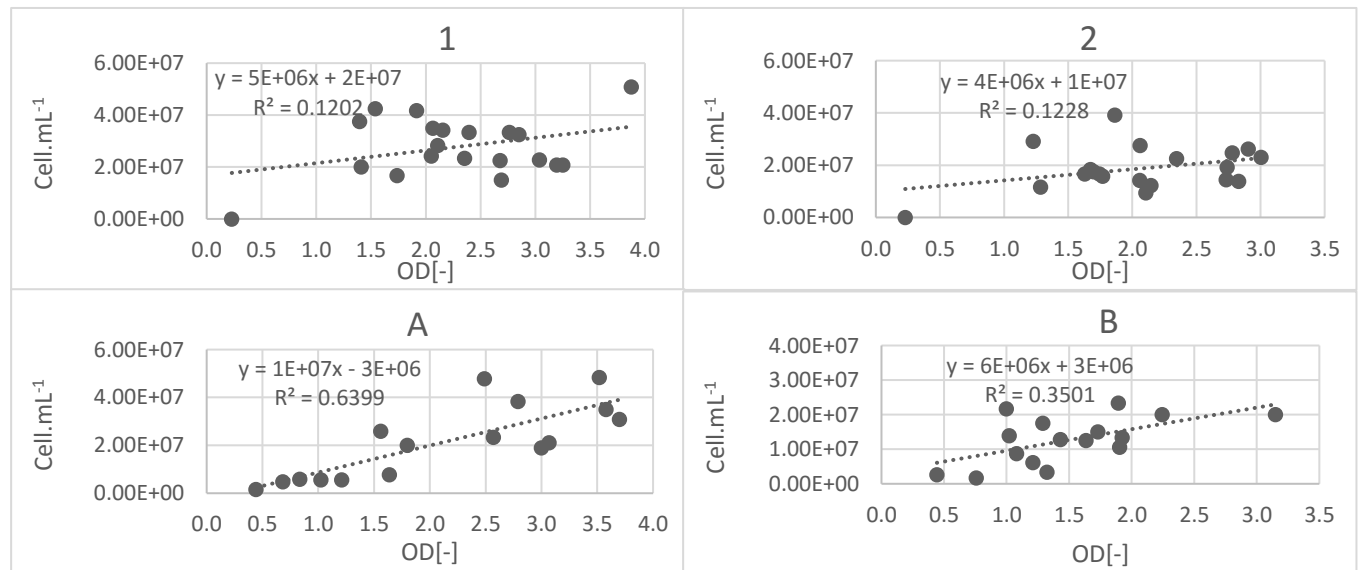 1
6.00E+07
y = 5E+06x + 2E+07
R² = 0.1202
4.00E+07
2.00E+07
0.00E+00
Cell.mL⁻¹
0.0 0.5 1.0 1.5 2.0 2.5 3.0 3.5 4.0
OD[-]
2
6.00E+07
y = 4E+06x + 1E+07
R² = 0.1228
4.00E+07
2.00E+07
0.00E+00
Cell.mL⁻¹
0.0 0.5 1.0 1.5 2.0 2.5 3.0 3.5
OD[-]
A
6.00E+07
y = 1E+07x - 3E+06
R² = 0.6399
4.00E+07
2.00E+07
0.00E+00
Cell.mL⁻¹
0.0 0.5 1.0 1.5 2.0 2.5 3.0 3.5 4.0
OD[-]
B
4.00E+07
y = 6E+06x + 3E+06
3.00E+07
R² = 0.3501
2.00E+07
1.00E+07
0.00E+00
Cell.mL⁻¹
0.0 0.5 1.0 1.5 2.0 2.5 3.0 3.5
OD[-]